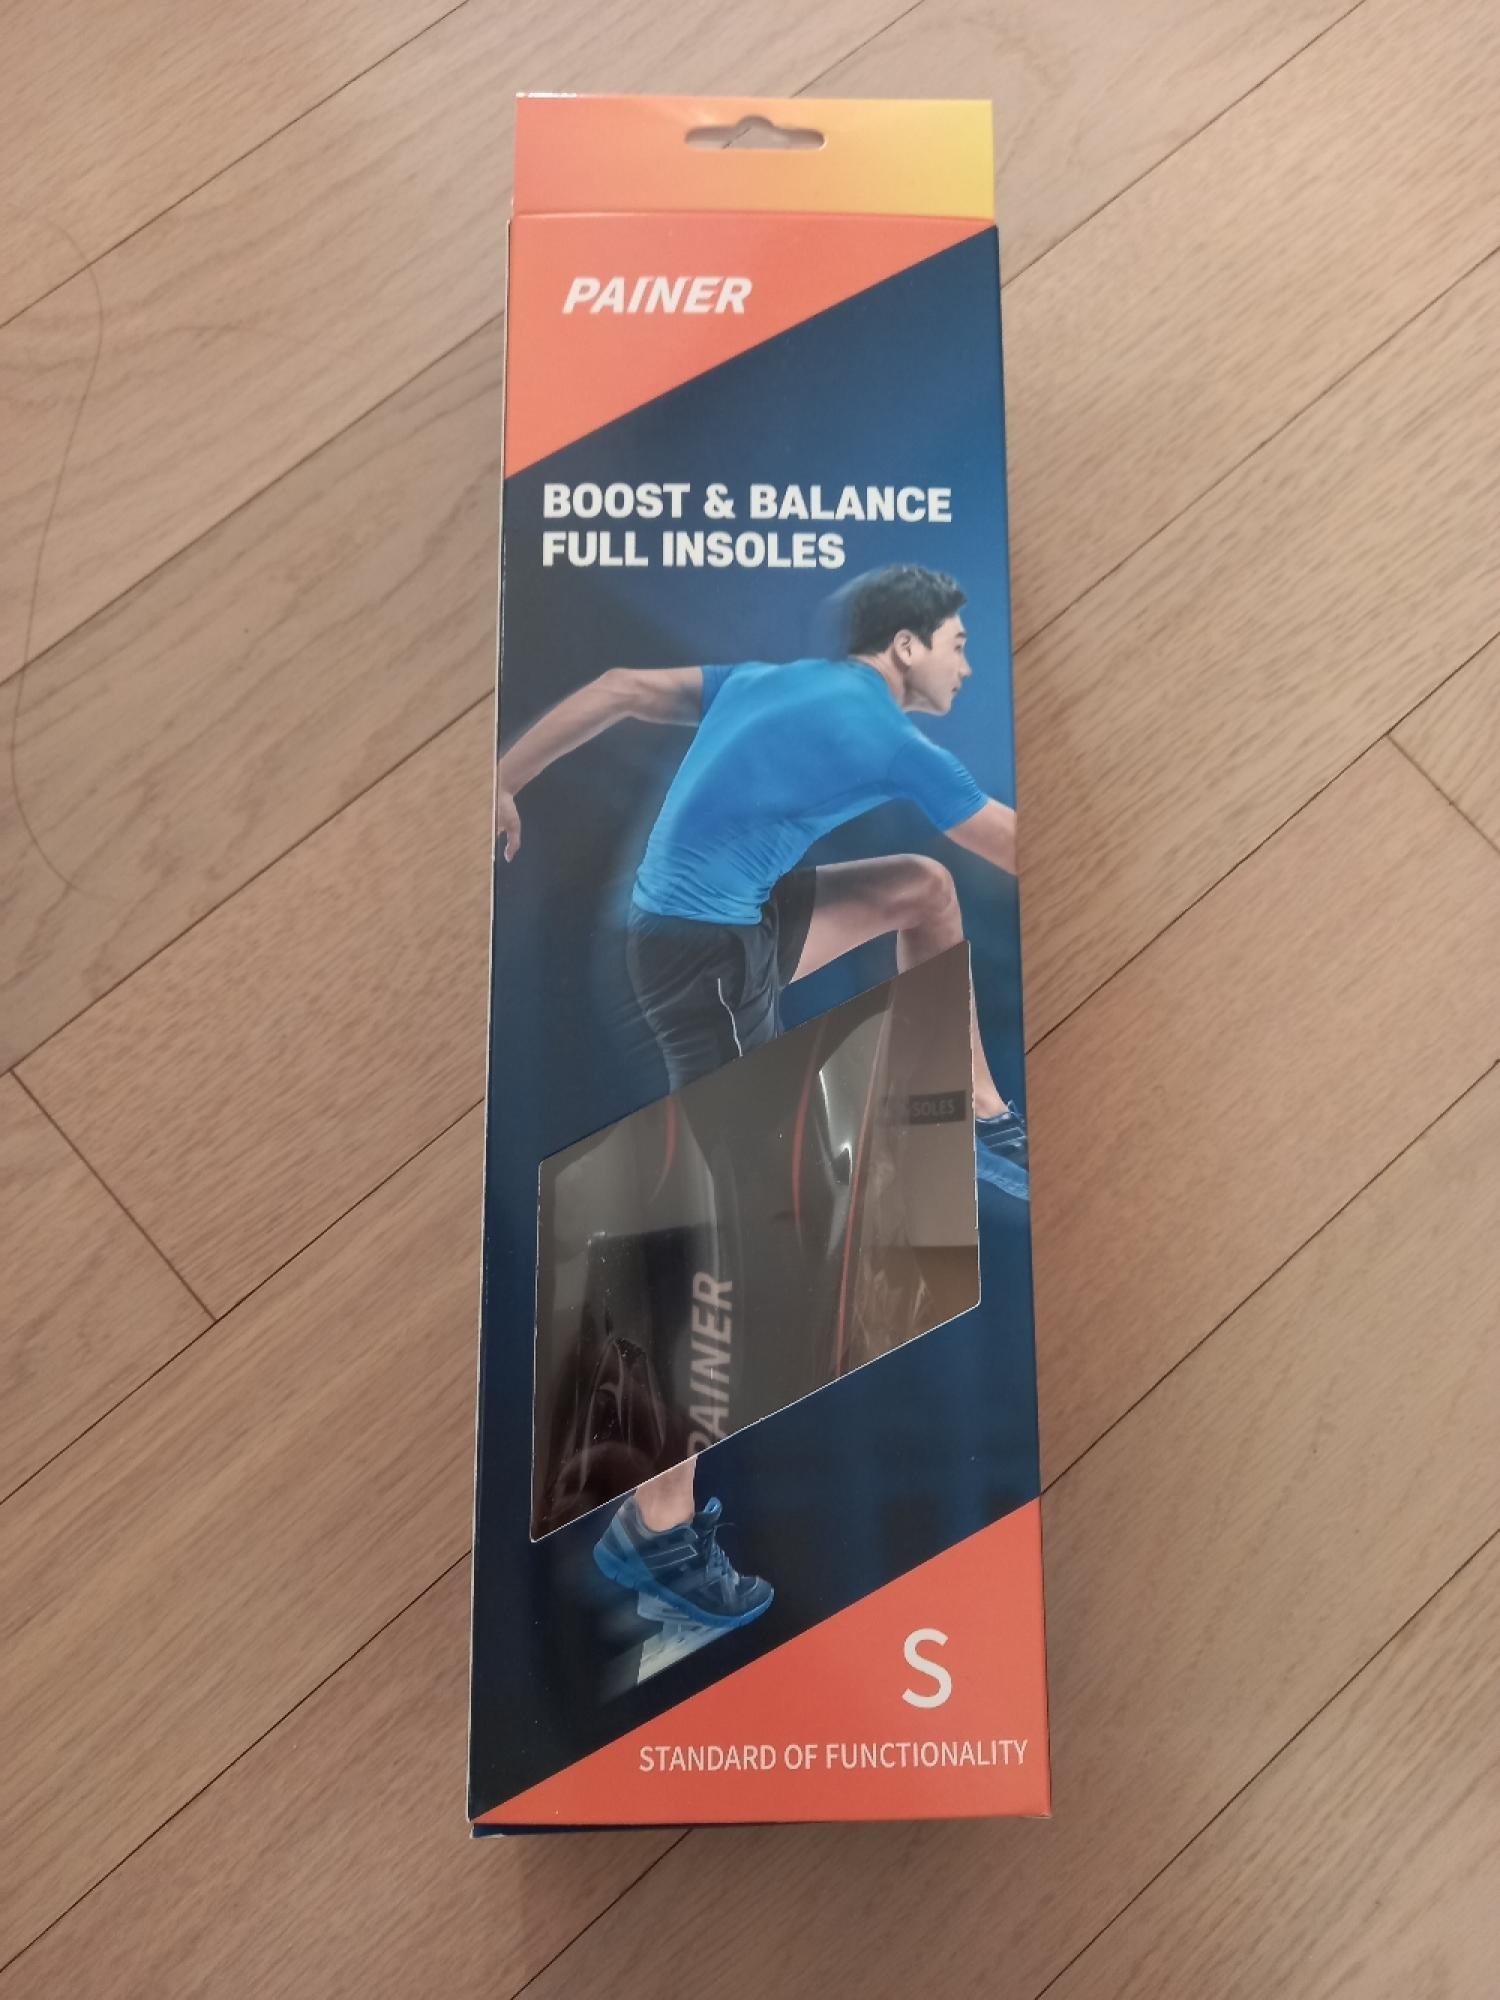 PAINER
BOOST & BALANCE
FULL INSOLES
SOLES
PAINER
S
STANDARD OF FUNCTIONALITY